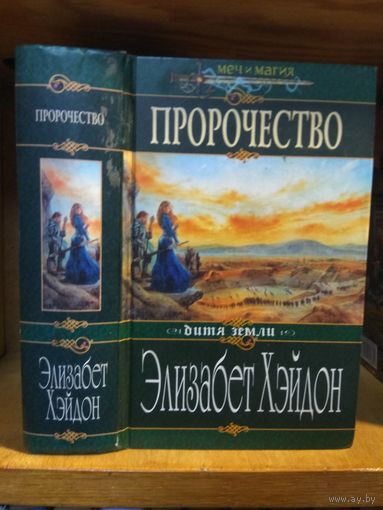 ПРОРОЧЕСТВО
Элизабет
Хэйдон
меч и магия
ПРОРОЧЕСТВО
дитя земли
Элизабет Хэйдон
www.ay.by